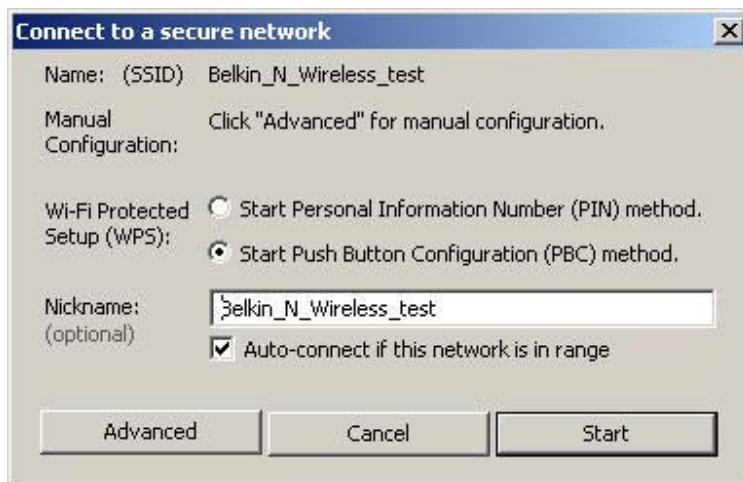 Connect to a secure network
Name: (SSID) Belkin_N_Wireless_test
Manual Configuration: Click "Advanced" for manual configuration.
Wi-Fi Protected Setup (WPS): Start Personal Information Number (PIN) method.
Start Push Button Configuration (PBC) method.
Nickname: Belkin_N_Wireless_test
(optional)
Auto-connect if this network is in range
Advanced Cancel Start